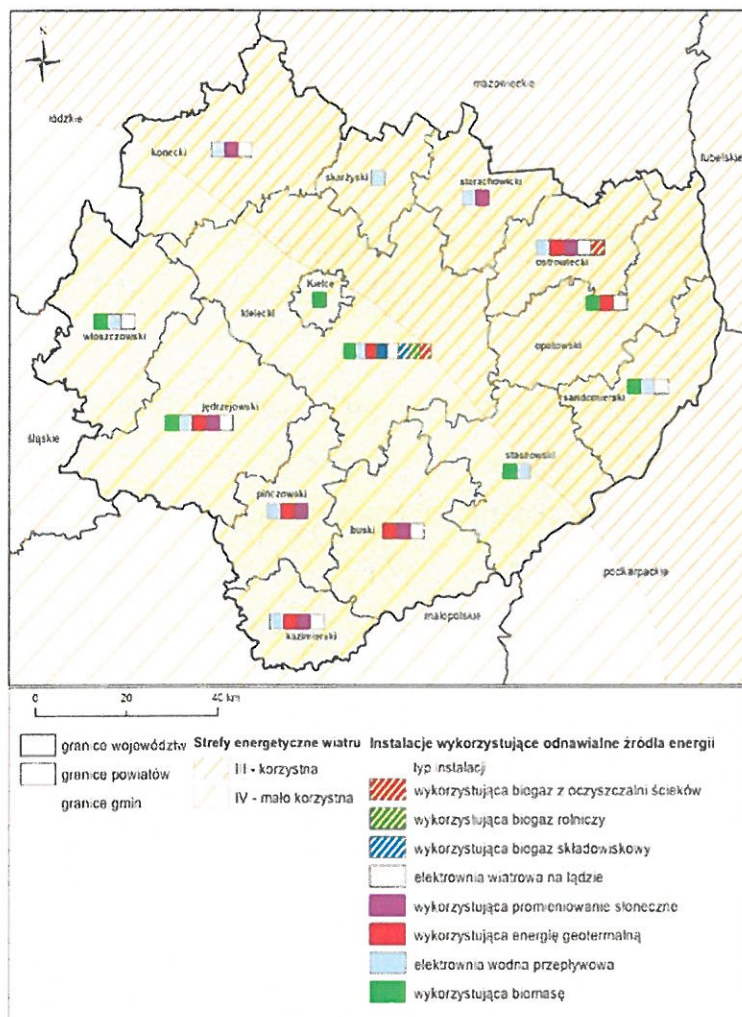 N
mazowieckie
łódzkie
lubelskie
konecki
skarżyski
starachowicki
ostrowiecki
Kielce
kielecki
włoszczowski
opatowski
sandomierski
jędrzejowski
śląskie
staszowski
pińczowski
buski
podkarpackie
małopolskie
kazimierski
0 20 40 km
granice województw
granice powiatów
granice gmin
Strefy energetyczne wiatru
III - korzystna
IV - mało korzystna
Instalacje wykorzystujące odnawialne źródła energii
typ instalacji
wykorzystująca biogaz z oczyszczalni ścieków
wykorzystująca biogaz rolniczy
wykorzystująca biogaz składowiskowy
elektrownia wiatrowa na lądzie
wykorzystująca promieniowanie słoneczne
wykorzystująca energię geotermalną
elektrownia wodna przepływowa
wykorzystująca biomasę